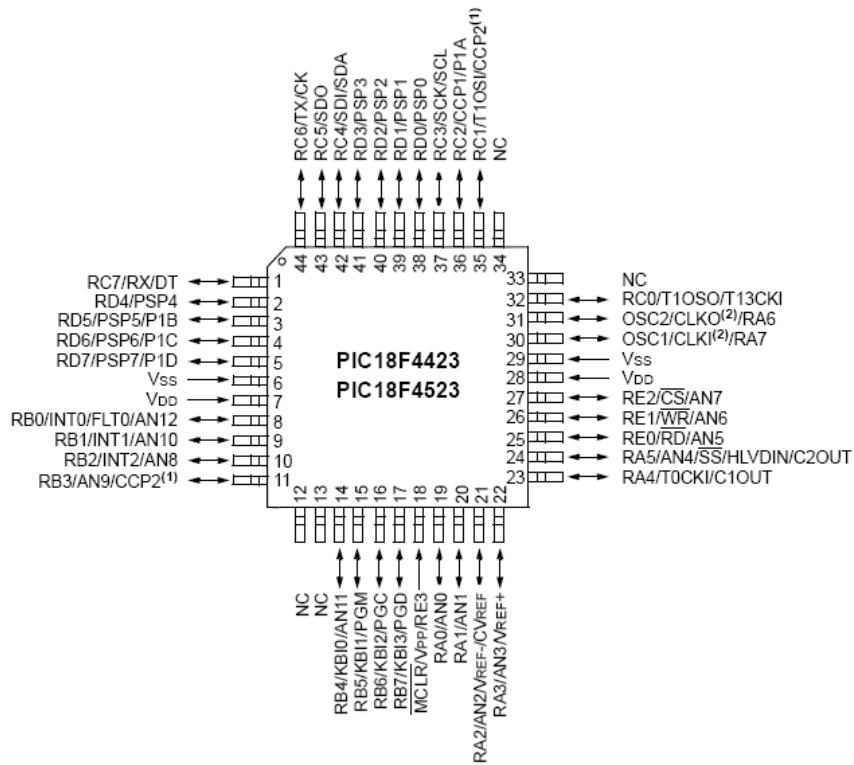 RC6/TX/CK
RC5/SDO
RC4/SDI/SDA
RD3/PSP3
RD2/PSP2
RD1/PSP1
RD0/PSP0
RC3/SCK/SCL
RC2/CCP1/P1A
RC1/T1OSI/CCP2(1)
NC
44
43
42
41
40
39
38
37
36
35
34
RC7/RX/DT 1
RD4/PSP4 2
RD5/PSP5/P1B 3
RD6/PSP6/P1C 4
RD7/PSP7/P1D 5
VSS 6
VDD 7
RB0/INT0/FLT0/AN12 8
RB1/INT1/AN10 9
RB2/INT2/AN8 10
RB3/AN9/CCP2(1) 11
PIC18F4423
PIC18F4523
33 NC
32 RC0/T1OSO/T13CKI
31 OSC2/CLKO(2)/RA6
30 OSC1/CLKI(2)/RA7
29 VSS
28 VDD
27 RE2/CS/AN7
26 RE1/WR/AN6
25 RE0/RD/AN5
24 RA5/AN4/SS/HLVDIN/C2OUT
23 RA4/T0CKI/C1OUT
12
13
14
15
16
17
18
19
20
21
22
NC
NC
RB4/KBI0/AN11
RB5/KBI1/PGM
RB6/KBI2/PGC
RB7/KBI3/PGD
MCLR/VPP/RE3
RA0/AN0
RA1/AN1
RA2/AN2/VREF-/CVREF
RA3/AN3/VREF+